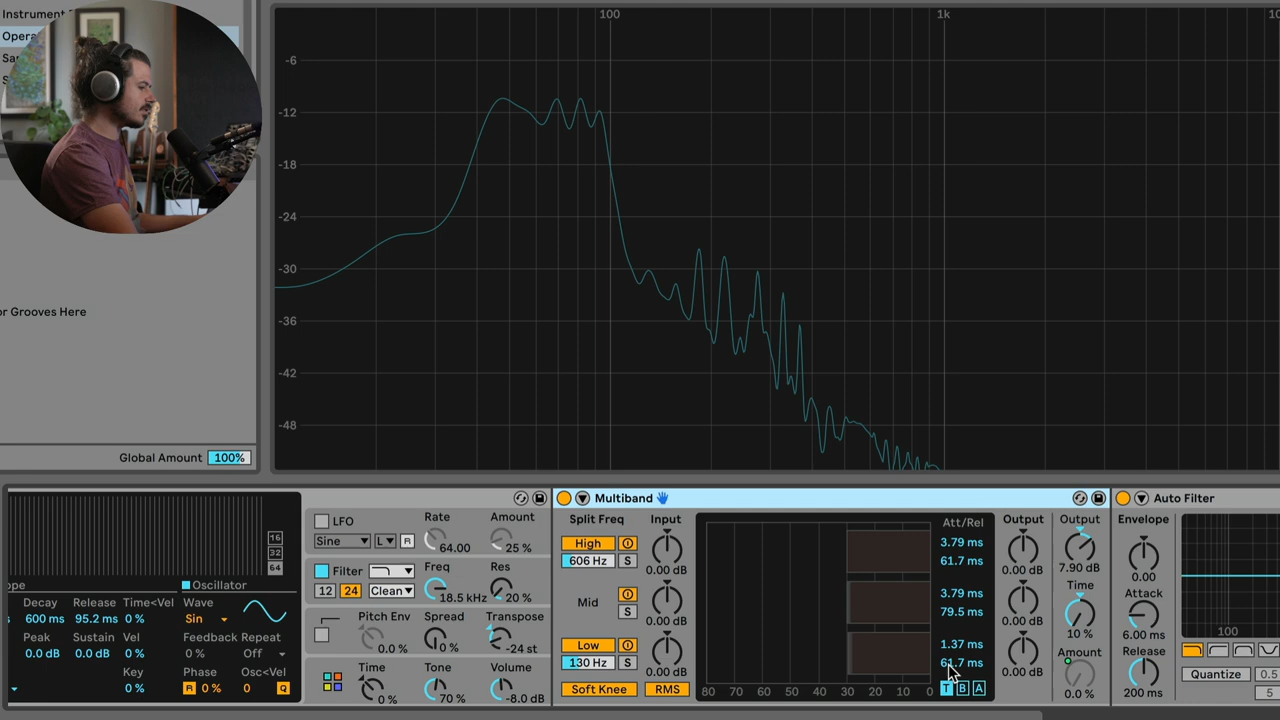 Instrument
Opera
Sa
S
or Grooves Here
Global Amount 100%
100 1k 10
-6
-12
-18
-24
-30
-36
-42
-48
16
32
64
ope
Oscillator
Decay Release Time<Vel Wave
600 ms 95.2 ms 0 % Sin
Peak Sustain Vel Feedback Repeat
0.0 dB 0.0 dB 0 % 0 % Off
Key Phase Osc<Vel
0 % R 0 % 0 Q
LFO Rate Amount
Sine L R 64.00 25 %
Filter Freq Res
12 24 Clean 18.5 kHz 20 %
Pitch Env Spread Transpose
0.0 % 0 % -24 st
Time Tone Volume
0 % 70 % -8.0 dB
Multiband
Split Freq Input
High
606 Hz S 0.00 dB
Mid
S 0.00 dB
Low
130 Hz S 0.00 dB
Soft Knee RMS
80 70 60 50 40 30 20 10 0
Att/Rel
3.79 ms
61.7 ms
3.79 ms
79.5 ms
1.37 ms
61.7 ms
T B A
Output
0.00 dB
0.00 dB
0.00 dB
Output
7.90 dB
Time
10 %
Amount
0.0 %
Auto Filter
Envelope
0.00
Attack
6.00 ms
Release
200 ms
100
Quantize 0.5
5